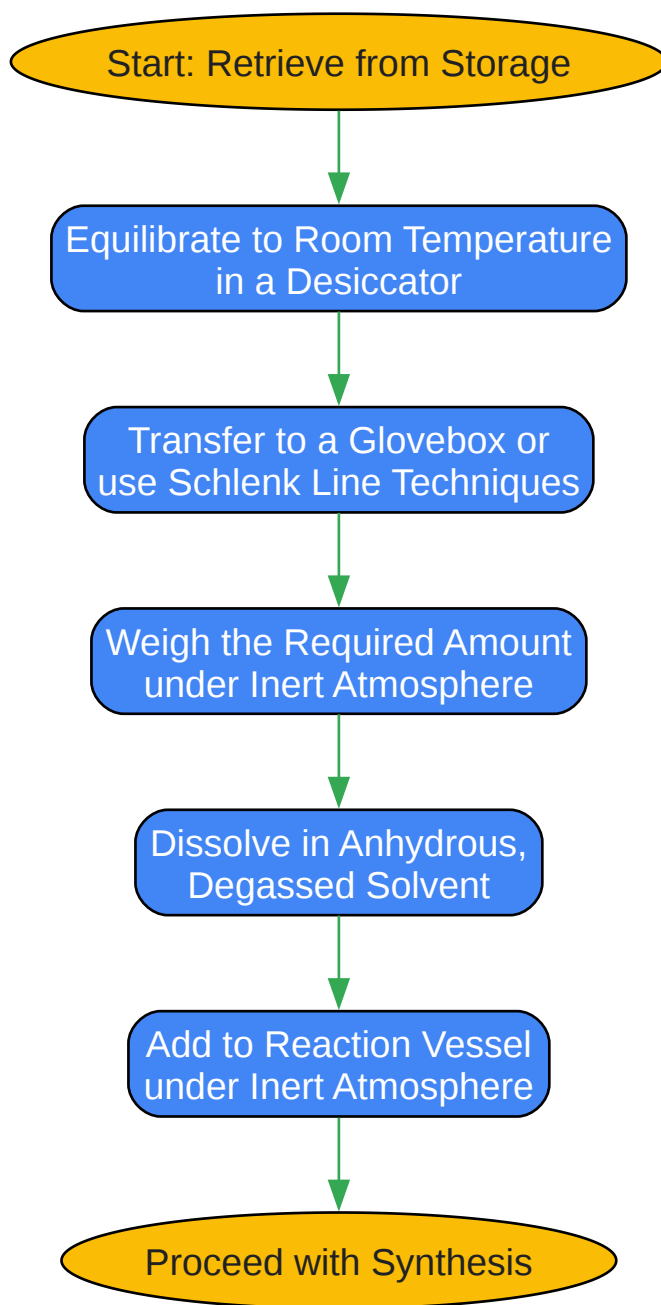 Start: Retrieve from Storage
Equilibrate to Room Temperature
in a Desiccator
Transfer to a Glovebox or
use Schlenk Line Techniques
Weigh the Required Amount
under Inert Atmosphere
Dissolve in Anhydrous,
Degassed Solvent
Add to Reaction Vessel
under Inert Atmosphere
Proceed with Synthesis